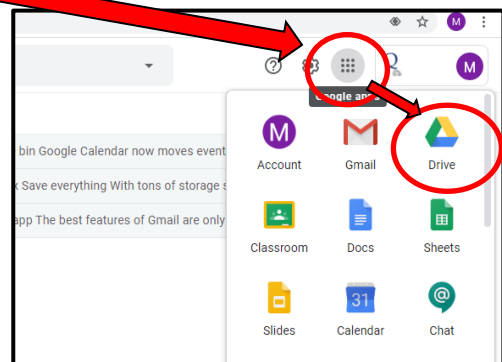 M
M
Google apps
bin Google Calendar now moves event
Save everything With tons of storage s
app The best features of Gmail are only
M
Account Gmail Drive
Classroom Docs Sheets
31
Slides Calendar Chat